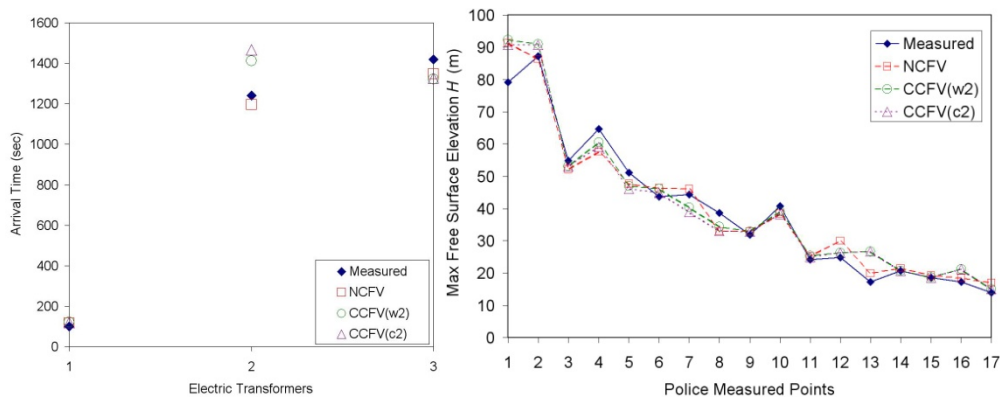 1600
1400
1200
1000
800
600
400
200
0
Arrival Time (sec)
1 2 3
Electric Transformers
Measured
NCFV
CCFV(w2)
CCFV(c2)
100
90
80
70
60
50
40
30
20
10
0
Max Free Surface Elevation H (m)
1 2 3 4 5 6 7 8 9 10 11 12 13 14 15 16 17
Police Measured Points
Measured
NCFV
CCFV(w2)
CCFV(c2)